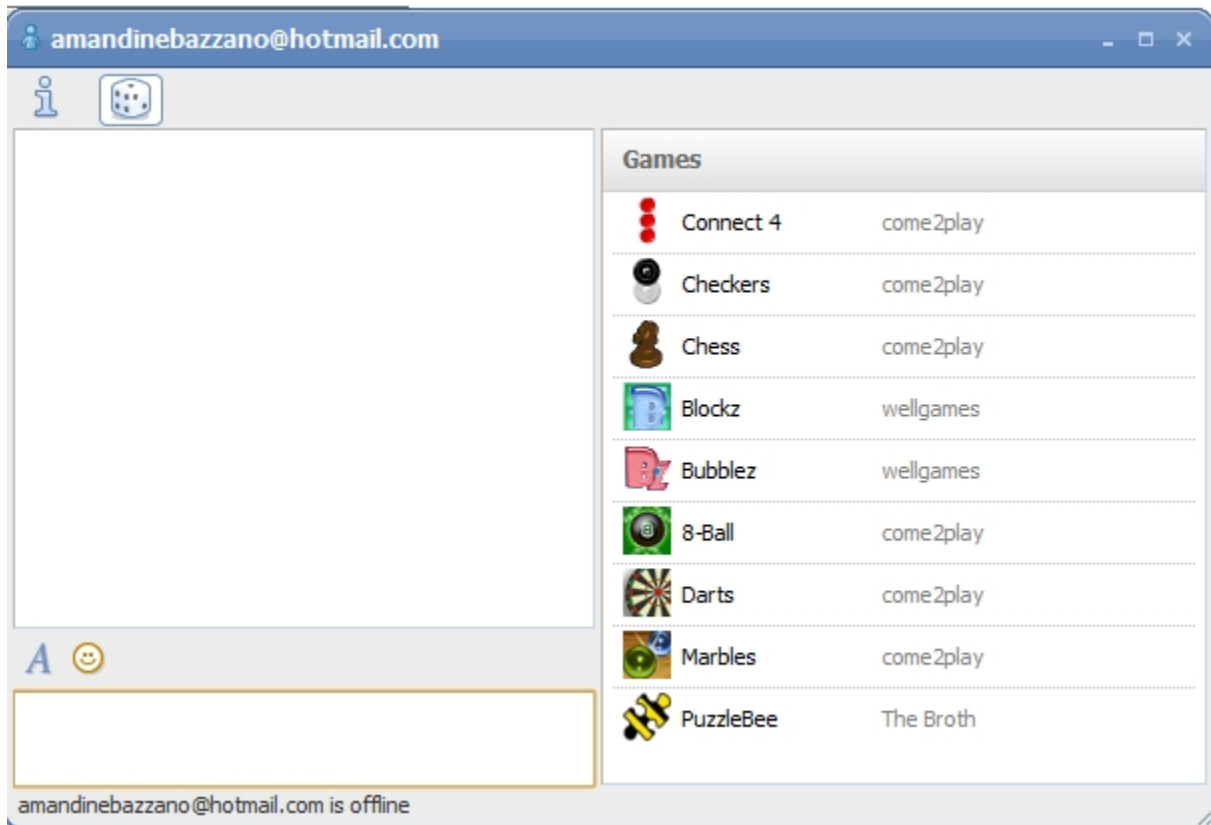 amandinebazzano@hotmail.com
Games
Connect 4 come2play
Checkers come2play
Chess come2play
Blockz wellgames
Bubblez wellgames
8-Ball come2play
Darts come2play
Marbles come2play
PuzzleBee The Broth
A
amandinebazzano@hotmail.com is offline